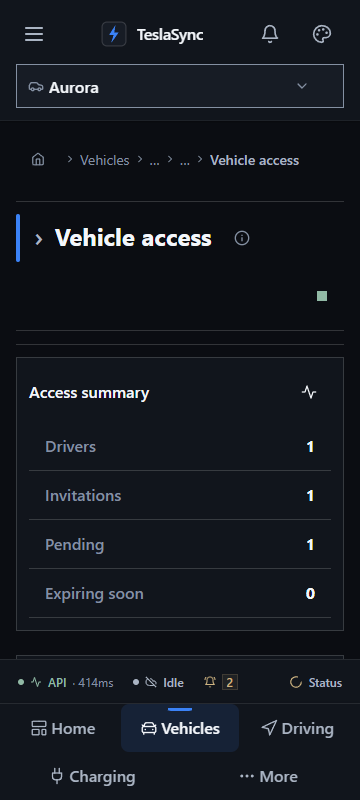 TeslaSync
Aurora
Vehicles ... ... Vehicle access
Vehicle access
Access summary
Drivers 1
Invitations 1
Pending 1
Expiring soon 0
API · 414ms Idle 2 Status
Home Vehicles Driving
Charging More